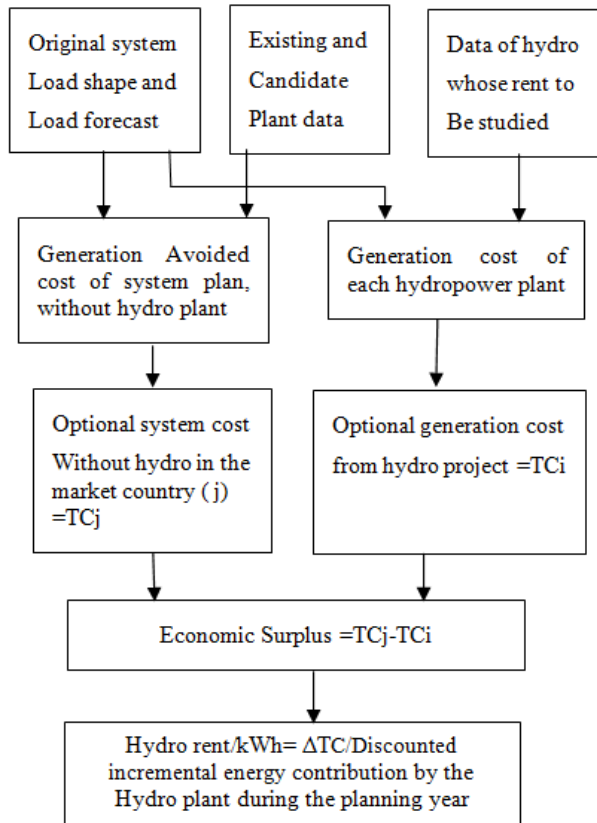 Original system
Load shape and
Load forecast
Existing and
Candidate
Plant data
Data of hydro
whose rent to
Be studied
Generation Avoided
cost of system plan,
without hydro plant
Generation cost of
each hydropower plant
Optional system cost
Without hydro in the
market country ( j)
=TCj
Optional generation cost
from hydro project =TCi
Economic Surplus =TCj-TCi
Hydro rent/kWh= ΔTC/Discounted
incremental energy contribution by the
Hydro plant during the planning year